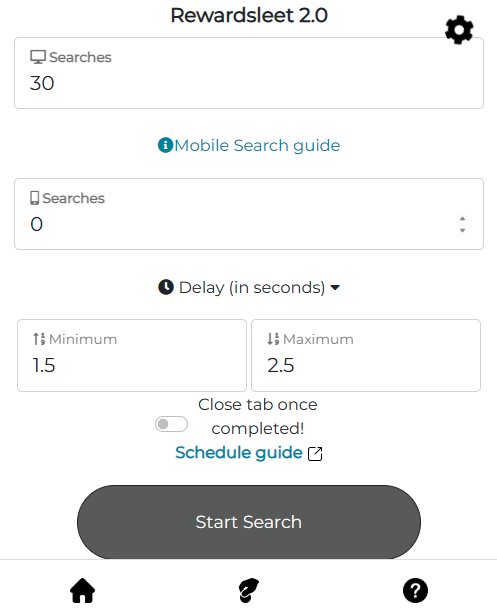 Rewardsleet 2.0
Searches
30
Mobile Search guide
Searches
0
Delay (in seconds)
Minimum
1.5
Maximum
2.5
Close tab once
completed!
Schedule guide
Start Search